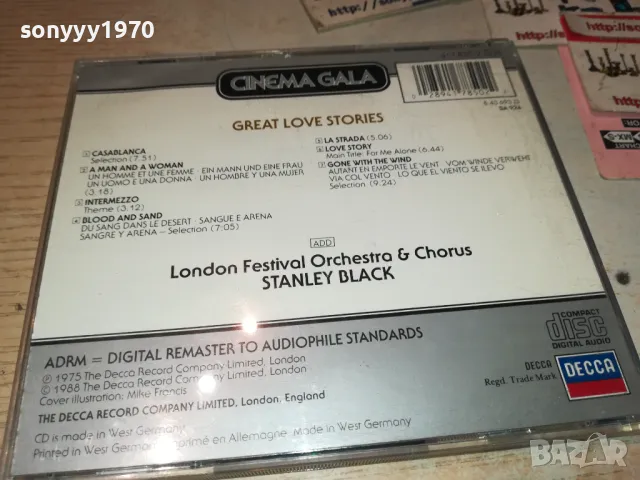 sonyyy1970
CINEMA GALA
GREAT LOVE STORIES
1 CASABLANCA
Selection (7.51)
2 A MAN AND A WOMAN
UN HOMME ET UNE FEMME · EIN MANN UND EINE FRAU
UN UOMO E UNA DONNA · UN HOMBRE Y UNA MUJER
(3.18)
3 INTERMEZZO
Theme (3.12)
4 BLOOD AND SAND
DU SANG DANS LE DESERT · SANGUE E ARENA
SANGRE Y ARENA – Selection (7:05)
5 LA STRADA (5.06)
6 LOVE STORY
Main Title: For Me Alone (6.44)
7 GONE WITH THE WIND
AUTANT EN EMPORTE LE VENT · VOM WINDE VERWEHT
VIA COL VENTO · LO QUE EL VIENTO SE LLEVO
Selection (9.24)
ADD
London Festival Orchestra & Chorus
STANLEY BLACK
ADRM = DIGITAL REMASTER TO AUDIOPHILE STANDARDS
℗ 1975 The Decca Record Company Limited, London
© 1988 The Decca Record Company Limited, London
Cover illustration: Mike Francis
THE DECCA RECORD COMPANY LIMITED, London, England
CD is made in West Germany
Printed in West Germany Imprimé en Allemagne Made in West Germany
COMPACT
disc
DIGITAL AUDIO
DECCA
Regd. Trade Mark
DECCA
BAZAR